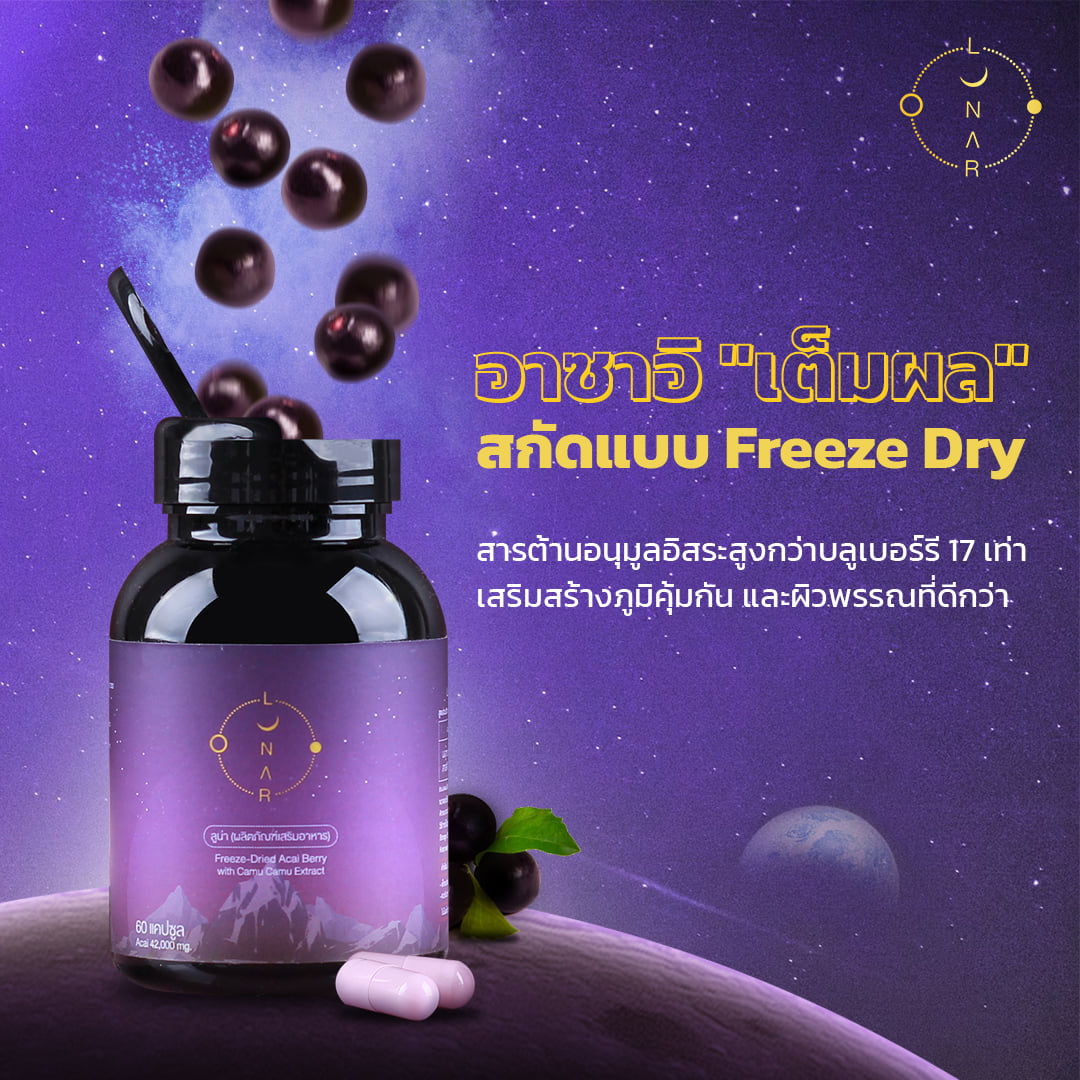 LUNAR
อาซาอิ "เต็มผล"
สกัดแบบ Freeze Dry
สารต้านอนุมูลอิสระสูงกว่าบลูเบอร์รี 17 เท่า
เสริมสร้างภูมิคุ้มกัน และผิวพรรณที่ดีกว่า
LUNAR
ลูน่า (ผลิตภัณฑ์เสริมอาหาร)
Freeze-Dried Acai Berry
with Camu Camu Extract
60 แคปซูล
Acai 42,000 mg.